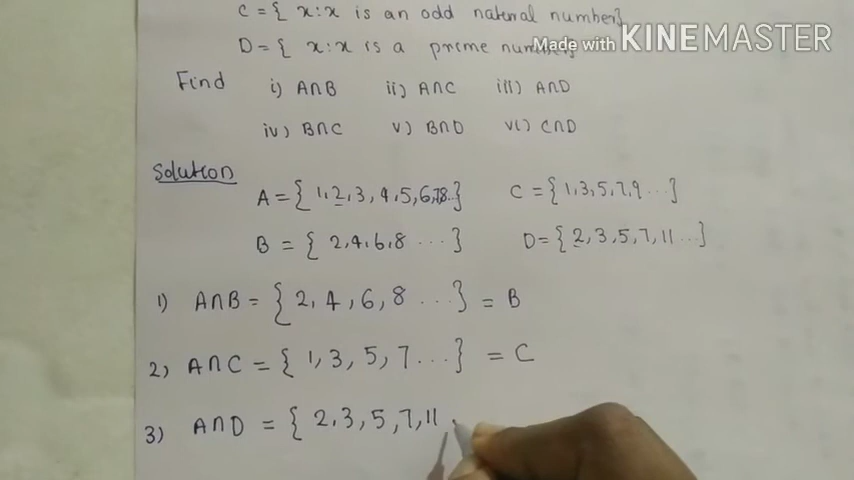 C = { x : x is an odd natural number}
D = { x : x is a prime number}
Made with KINEMASTER
Find i) A∩B ii) A∩C iii) A∩D
iv) B∩C v) B∩D vi) C∩D
Solution
A = { 1, 2, 3, 4, 5, 6, 7, 8... } C = { 1, 3, 5, 7, 9 ... }
B = { 2, 4, 6, 8 ... } D = { 2, 3, 5, 7, 11 ... }
1) A∩B = { 2, 4, 6, 8 ... } = B
2) A∩C = { 1, 3, 5, 7 ... } = C
3) A∩D = { 2, 3, 5, 7, 11 .